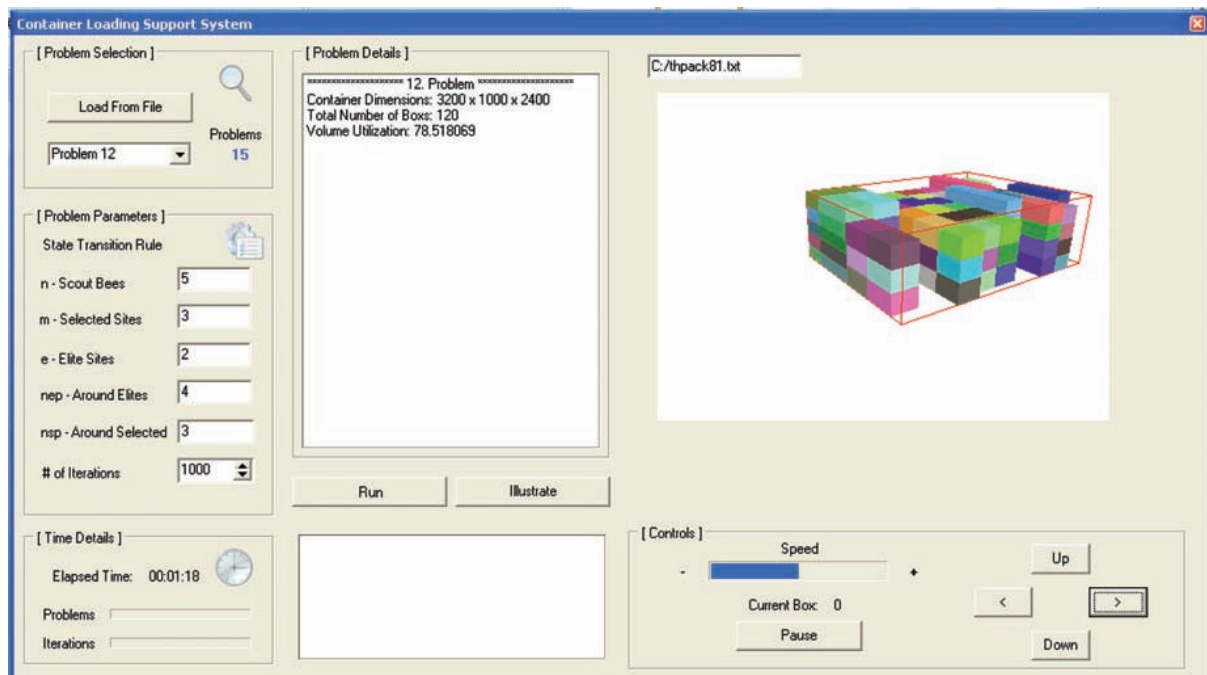 Container Loading Support System
[ Problem Selection ]
Load From File
Problem 12
Problems
15
[ Problem Parameters ]
State Transition Rule
n - Scout Bees
5
m - Selected Sites
3
e - Elite Sites
2
nep - Around Elites
4
nsp - Around Selected
3
# of Iterations
1000
[ Time Details ]
Elapsed Time: 00:01:18
Problems
Iterations
[ Problem Details ]
******************** 12. Problem ********************
Container Dimensions: 3200 x 1000 x 2400
Total Number of Boxs: 120
Volume Utilization: 78.518069
Run
Illustrate
C:/thpack81.txt
[ Controls ]
Speed
- +
Current Box: 0
Pause
Up
< >
Down